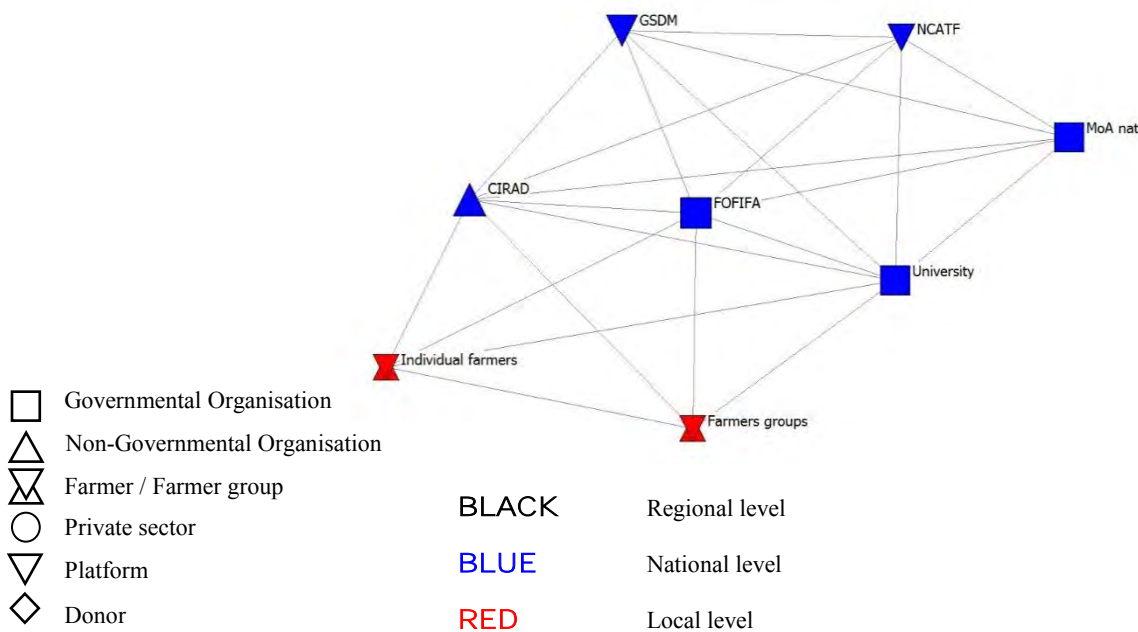 GSDM
NCATF
MoA nat
CIRAD
FOFIFA
University
Individual farmers
Farmers groups
Governmental Organisation
Non-Governmental Organisation
Farmer / Farmer group
Private sector
Platform
Donor
BLACK Regional level
BLUE National level
RED Local level